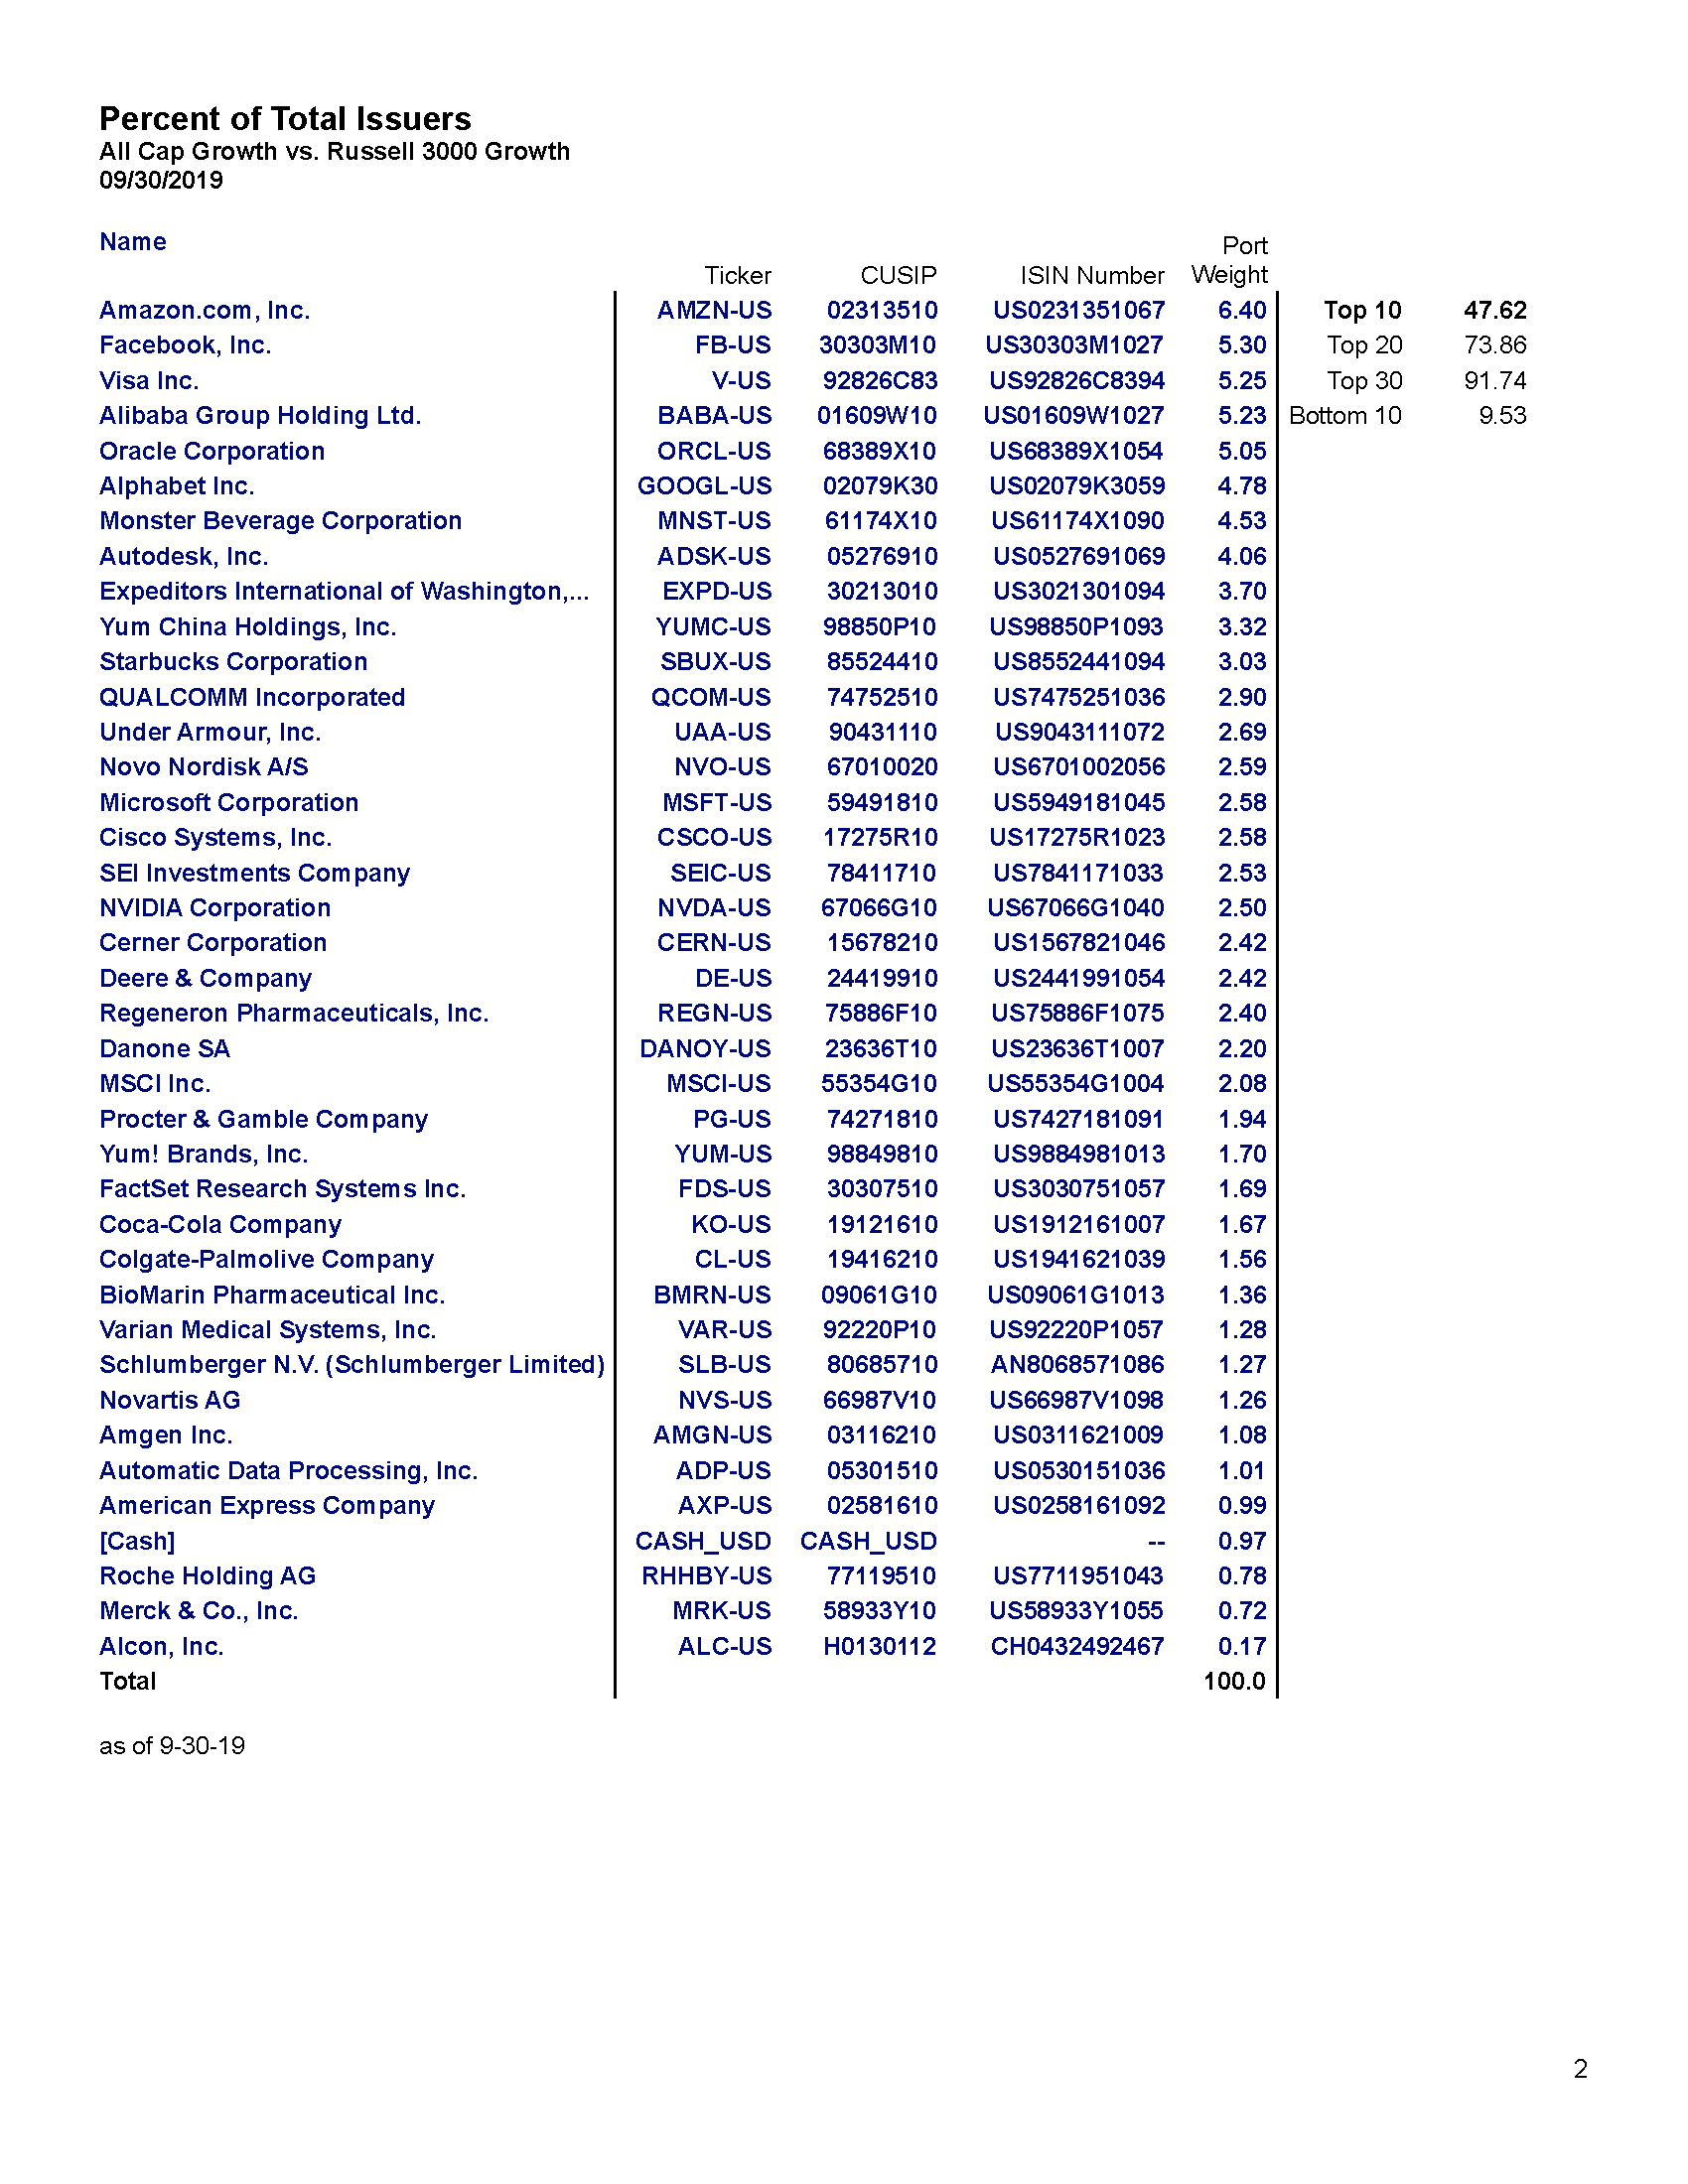 Percent of Total Issuers
All Cap Growth vs. Russell 3000 Growth
09/30/2019
Name Ticker CUSIP ISIN Number Port Weight
Amazon.com, Inc. AMZN-US 02313510 US0231351067 6.40 Top 10 47.62
Facebook, Inc. FB-US 30303M10 US30303M1027 5.30 Top 20 73.86
Visa Inc. V-US 92826C83 US92826C8394 5.25 Top 30 91.74
Alibaba Group Holding Ltd. BABA-US 01609W10 US01609W1027 5.23 Bottom 10 9.53
Oracle Corporation ORCL-US 68389X10 US68389X1054 5.05
Alphabet Inc. GOOGL-US 02079K30 US02079K3059 4.78
Monster Beverage Corporation MNST-US 61174X10 US61174X1090 4.53
Autodesk, Inc. ADSK-US 05276910 US0527691069 4.06
Expeditors International of Washington,... EXPD-US 30213010 US3021301094 3.70
Yum China Holdings, Inc. YUMC-US 98850P10 US98850P1093 3.32
Starbucks Corporation SBUX-US 85524410 US8552441094 3.03
QUALCOMM Incorporated QCOM-US 74752510 US7475251036 2.90
Under Armour, Inc. UAA-US 90431110 US9043111072 2.69
Novo Nordisk A/S NVO-US 67010020 US6701002056 2.59
Microsoft Corporation MSFT-US 59491810 US5949181045 2.58
Cisco Systems, Inc. CSCO-US 17275R10 US17275R1023 2.58
SEI Investments Company SEIC-US 78411710 US7841171033 2.53
NVIDIA Corporation NVDA-US 67066G10 US67066G1040 2.50
Cerner Corporation CERN-US 15678210 US1567821046 2.42
Deere & Company DE-US 24419910 US2441991054 2.42
Regeneron Pharmaceuticals, Inc. REGN-US 75886F10 US75886F1075 2.40
Danone SA DANOY-US 23636T10 US23636T1007 2.20
MSCI Inc. MSCI-US 55354G10 US55354G1004 2.08
Procter & Gamble Company PG-US 74271810 US7427181091 1.94
Yum! Brands, Inc. YUM-US 98849810 US9884981013 1.70
FactSet Research Systems Inc. FDS-US 30307510 US3030751057 1.69
Coca-Cola Company KO-US 19121610 US1912161007 1.67
Colgate-Palmolive Company CL-US 19416210 US1941621039 1.56
BioMarin Pharmaceutical Inc. BMRN-US 09061G10 US09061G1013 1.36
Varian Medical Systems, Inc. VAR-US 92220P10 US92220P1057 1.28
Schlumberger N.V. (Schlumberger Limited) SLB-US 80685710 AN8068571086 1.27
Novartis AG NVS-US 66987V10 US66987V1098 1.26
Amgen Inc. AMGN-US 03116210 US0311621009 1.08
Automatic Data Processing, Inc. ADP-US 05301510 US0530151036 1.01
American Express Company AXP-US 02581610 US0258161092 0.99
[Cash] CASH_USD CASH_USD -- 0.97
Roche Holding AG RHHBY-US 77119510 US7711951043 0.78
Merck & Co., Inc. MRK-US 58933Y10 US58933Y1055 0.72
Alcon, Inc. ALC-US H0130112 CH0432492467 0.17
Total 100.0
as of 9-30-19
2